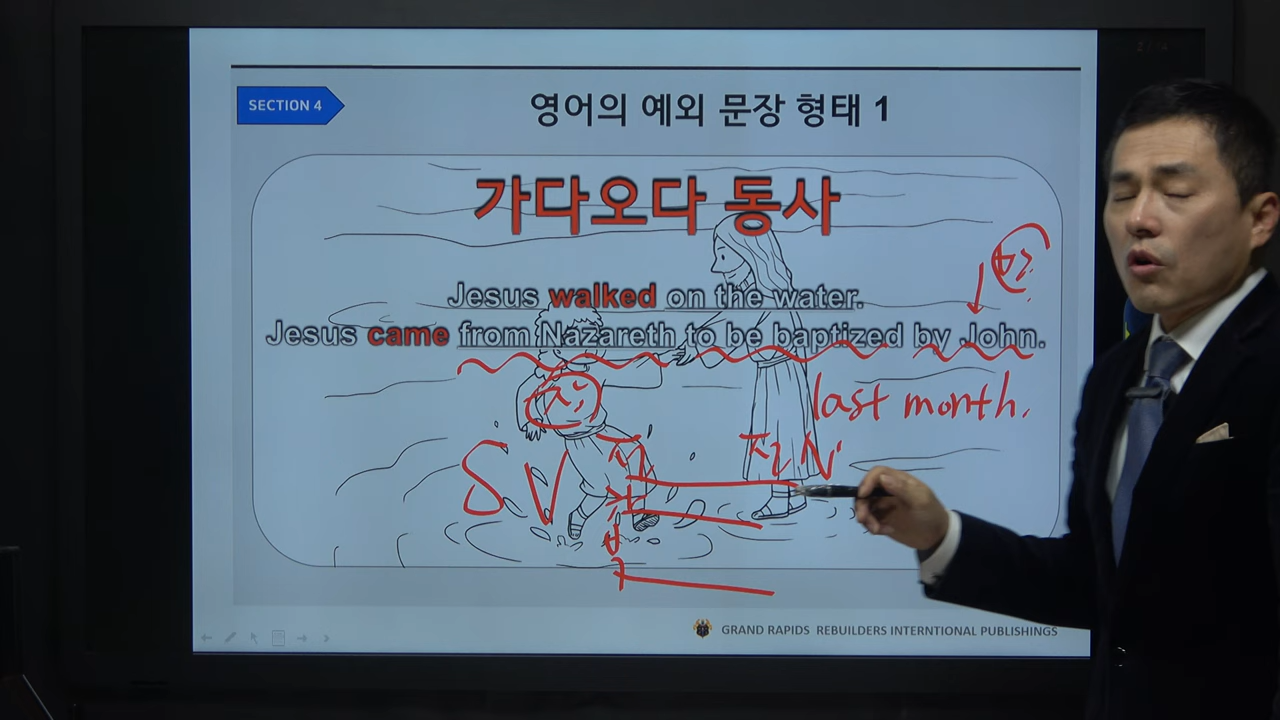 SECTION 4
영어의 예외 문장 형태 1
가다오다 동사
Jesus walked on the water.
Jesus came from Nazareth to be baptized by John.
last month.
S V 전 N
GRAND RAPIDS REBUILDERS INTERNTIONAL PUBLISHINGS